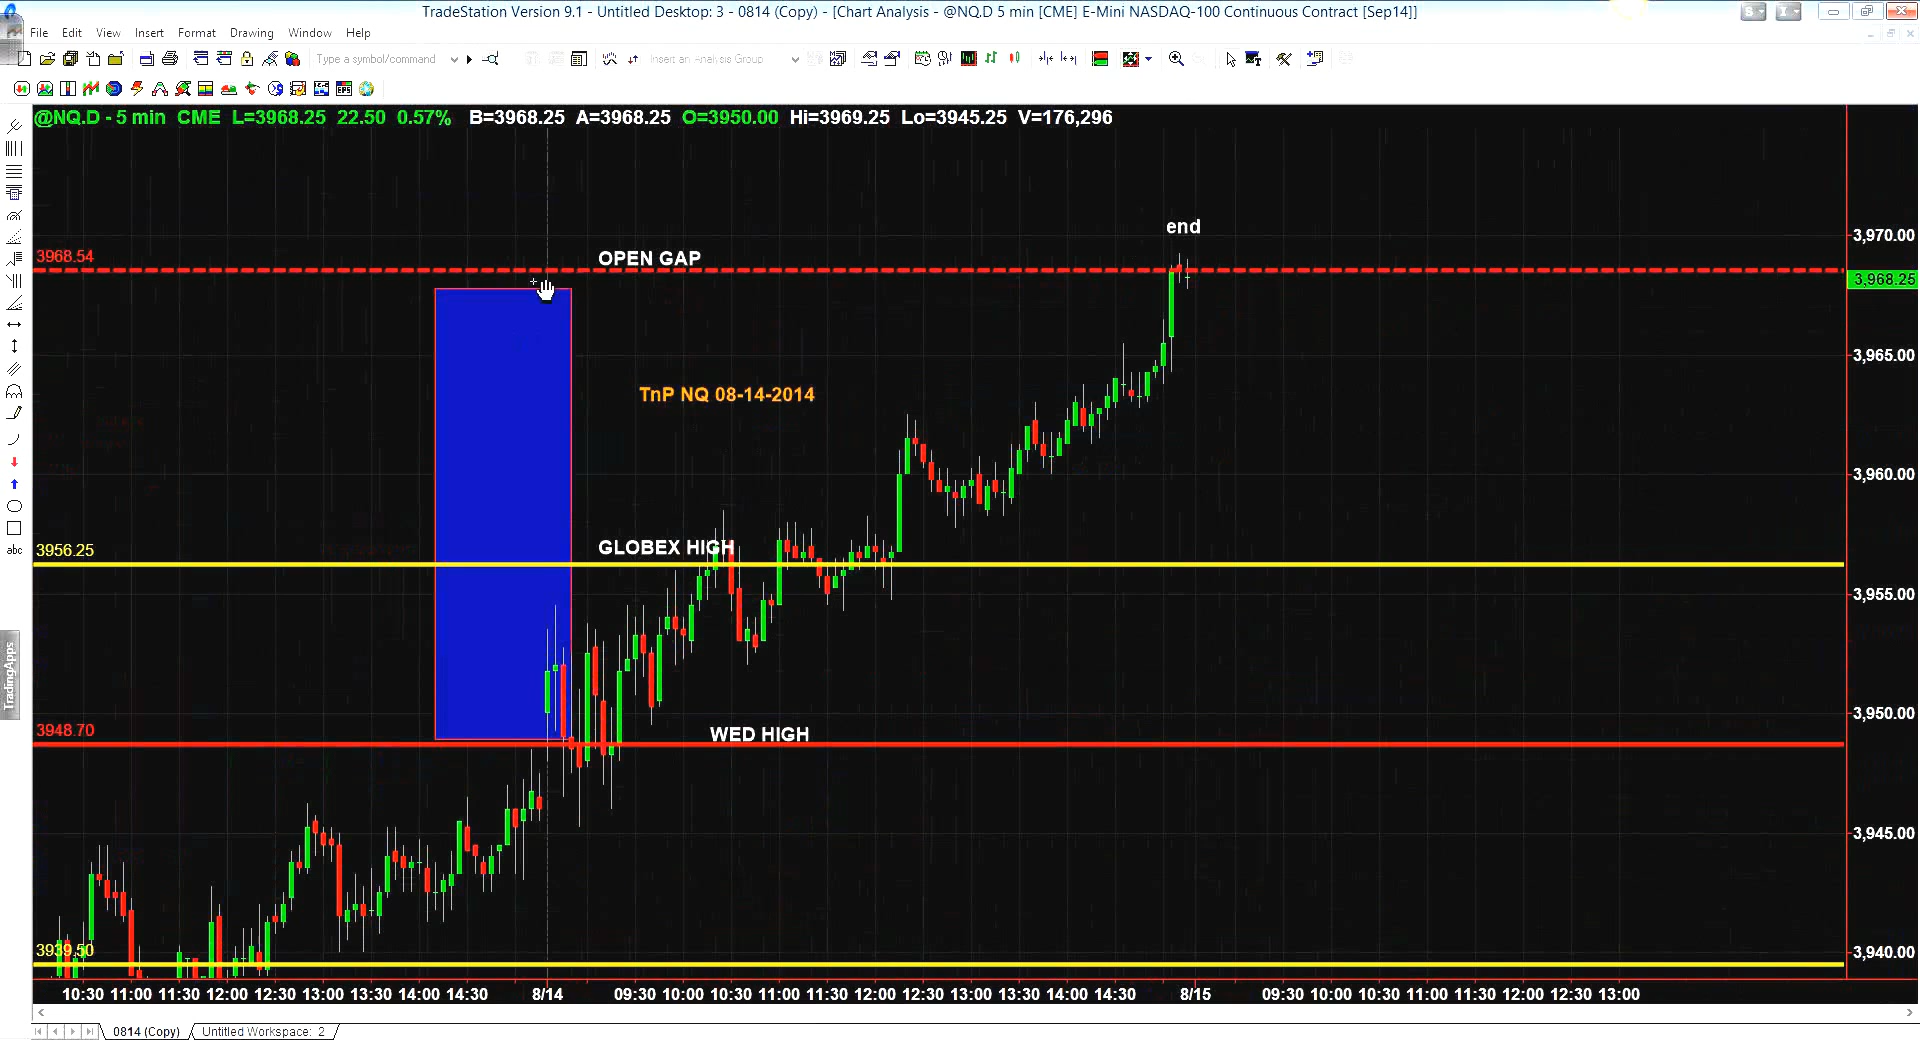 TradeStation Version 9.1 - Untitled Desktop: 3 - 0814 (Copy) - [Chart Analysis - @NQ.D 5 min [CME] E-Mini NASDAQ-100 Continuous Contract [Sep14]]
File Edit View Insert Format Drawing Window Help
Type a symbol/command Insert an Analysis Group
@NQ.D - 5 min CME L=3968.25 22.50 0.57% B=3968.25 A=3968.25 O=3950.00 Hi=3969.25 Lo=3945.25 V=176,296
end
3,970.00
3968.54
OPEN GAP
3,968.25
3,965.00
TnP NQ 08-14-2014
3,960.00
3956.25
GLOBEX HIGH
3,955.00
TradingApps
3,950.00
3948.70
WED HIGH
3,945.00
3939.50
3,940.00
10:30 11:00 11:30 12:00 12:30 13:00 13:30 14:00 14:30 8/14 09:30 10:00 10:30 11:00 11:30 12:00 12:30 13:00 13:30 14:00 14:30 8/15 09:30 10:00 10:30 11:00 11:30 12:00 12:30 13:00
abc
0814 (Copy) Untitled Workspace: 2